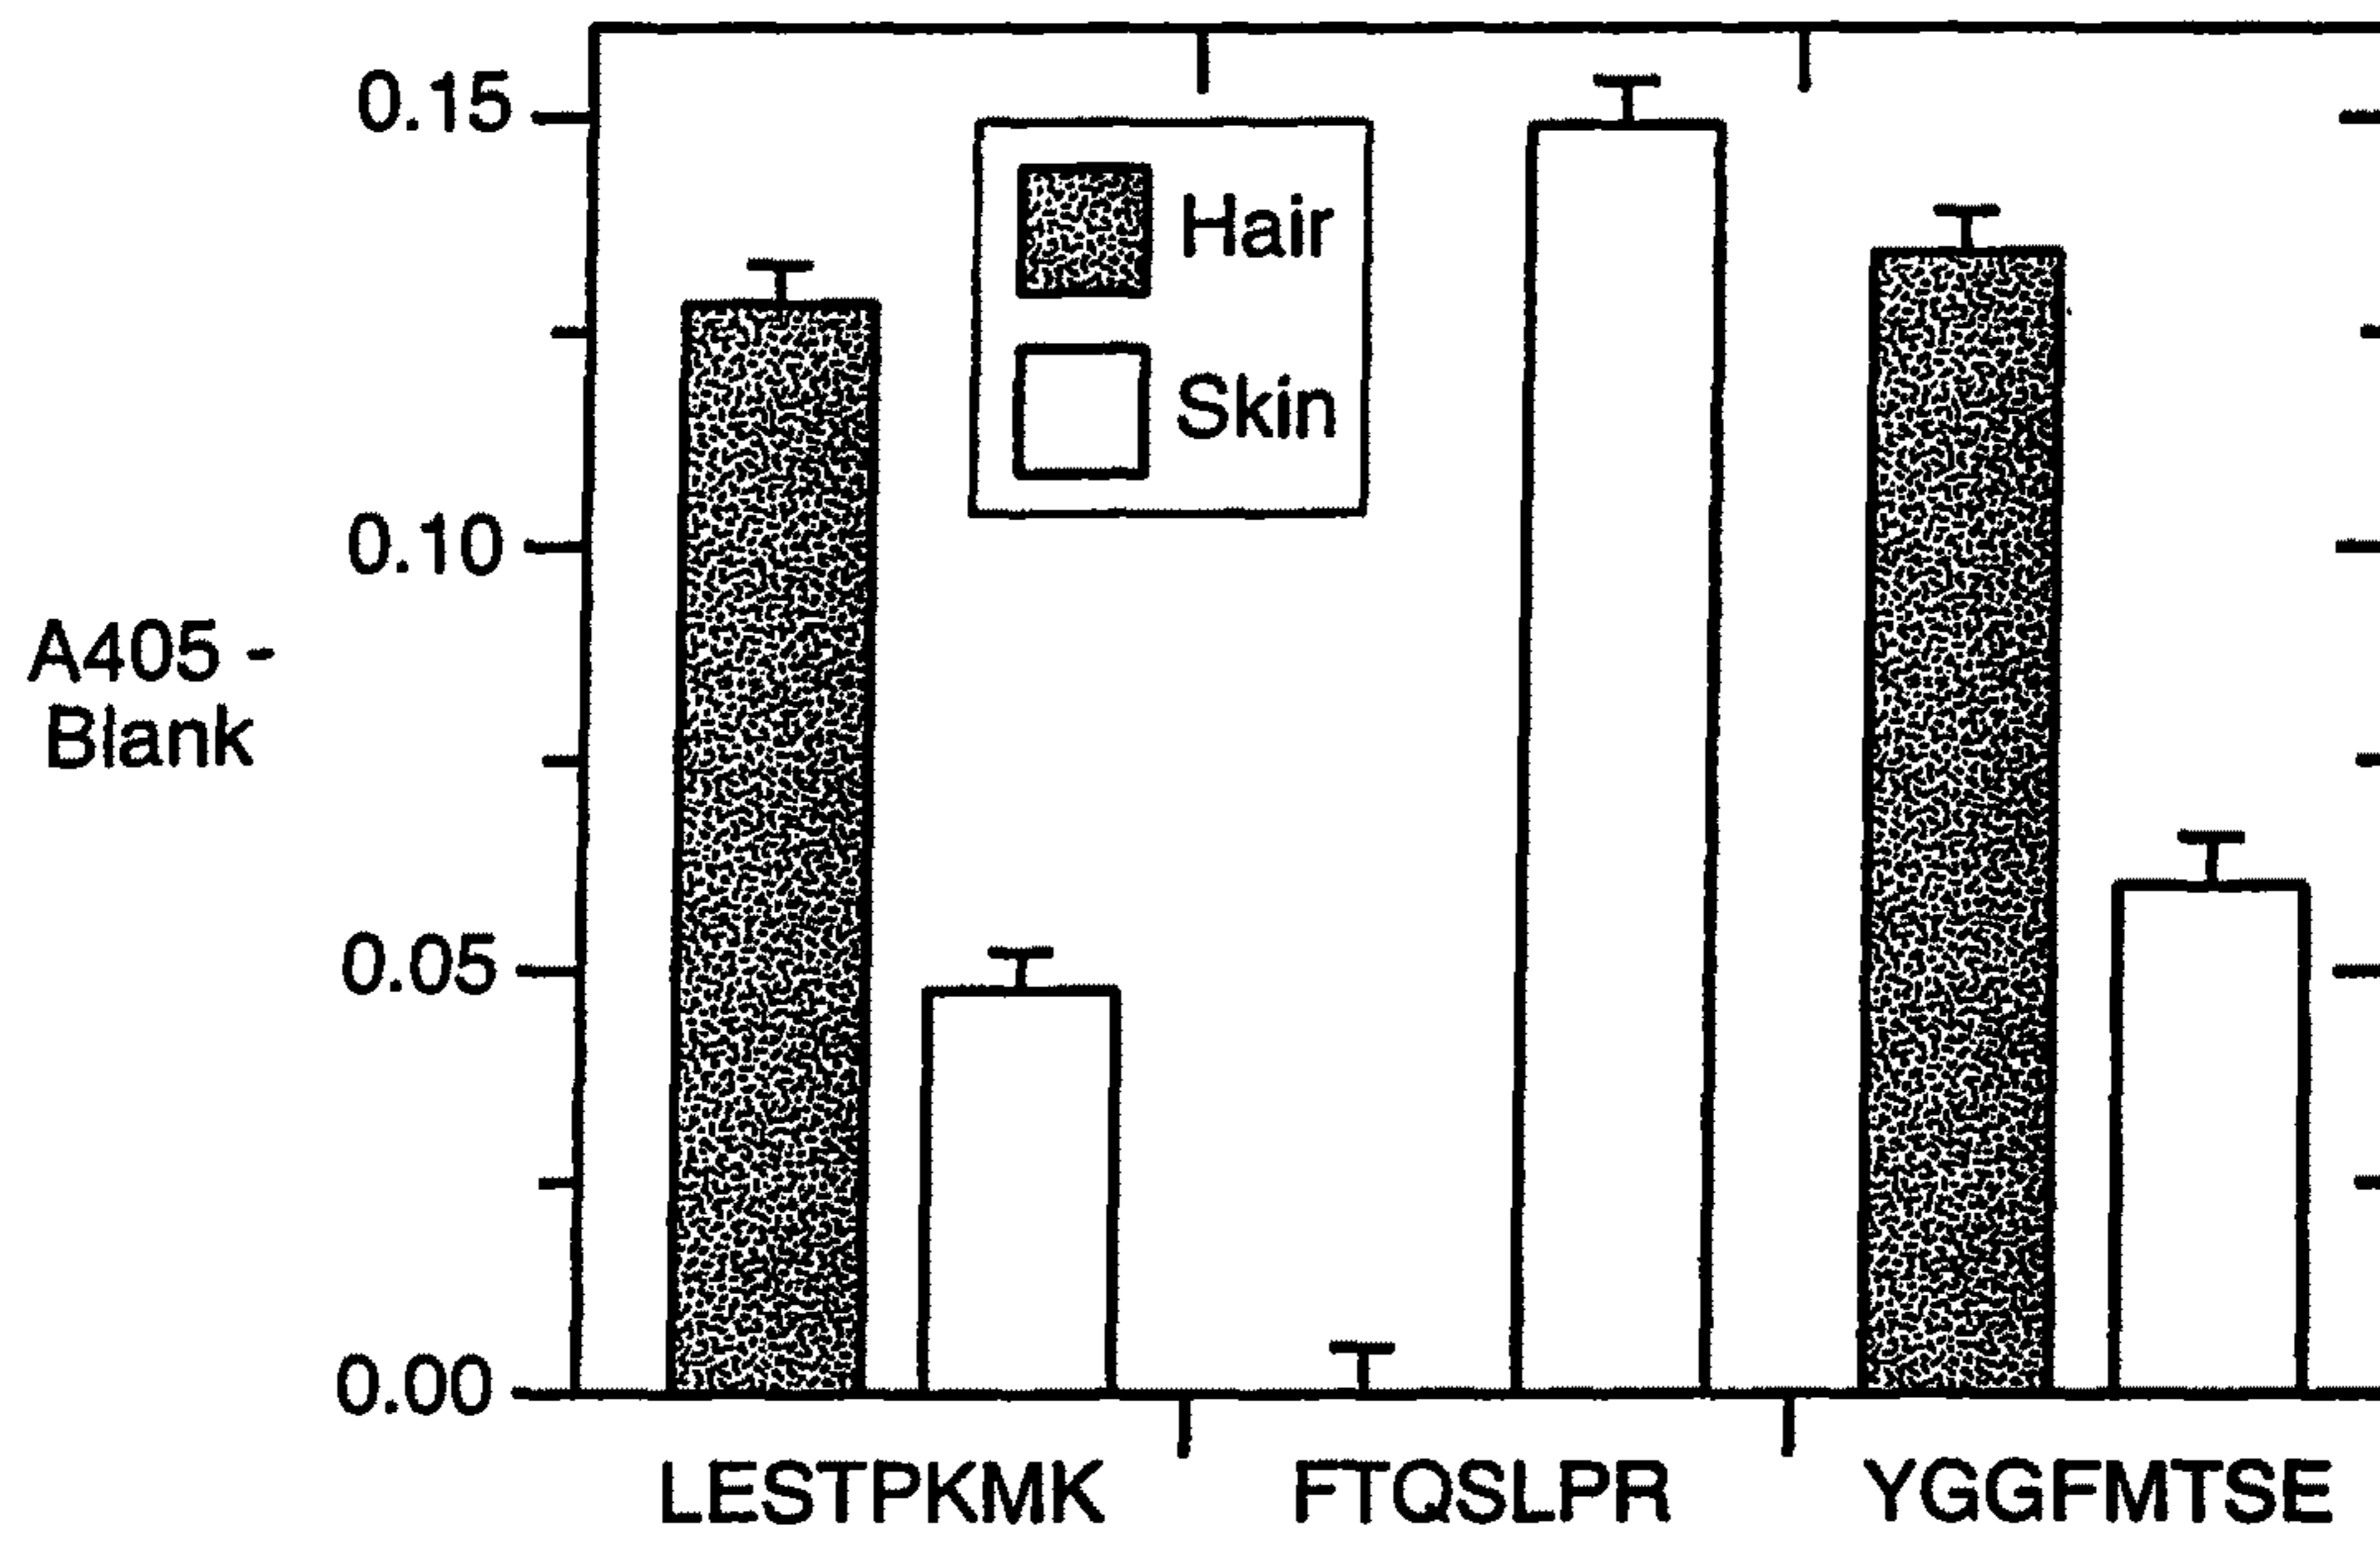 0.15
0.10
0.05
0.00
A405 -
Blank
Hair
Skin
LESTPKMK
FTQSLPR
YGGFMTSE